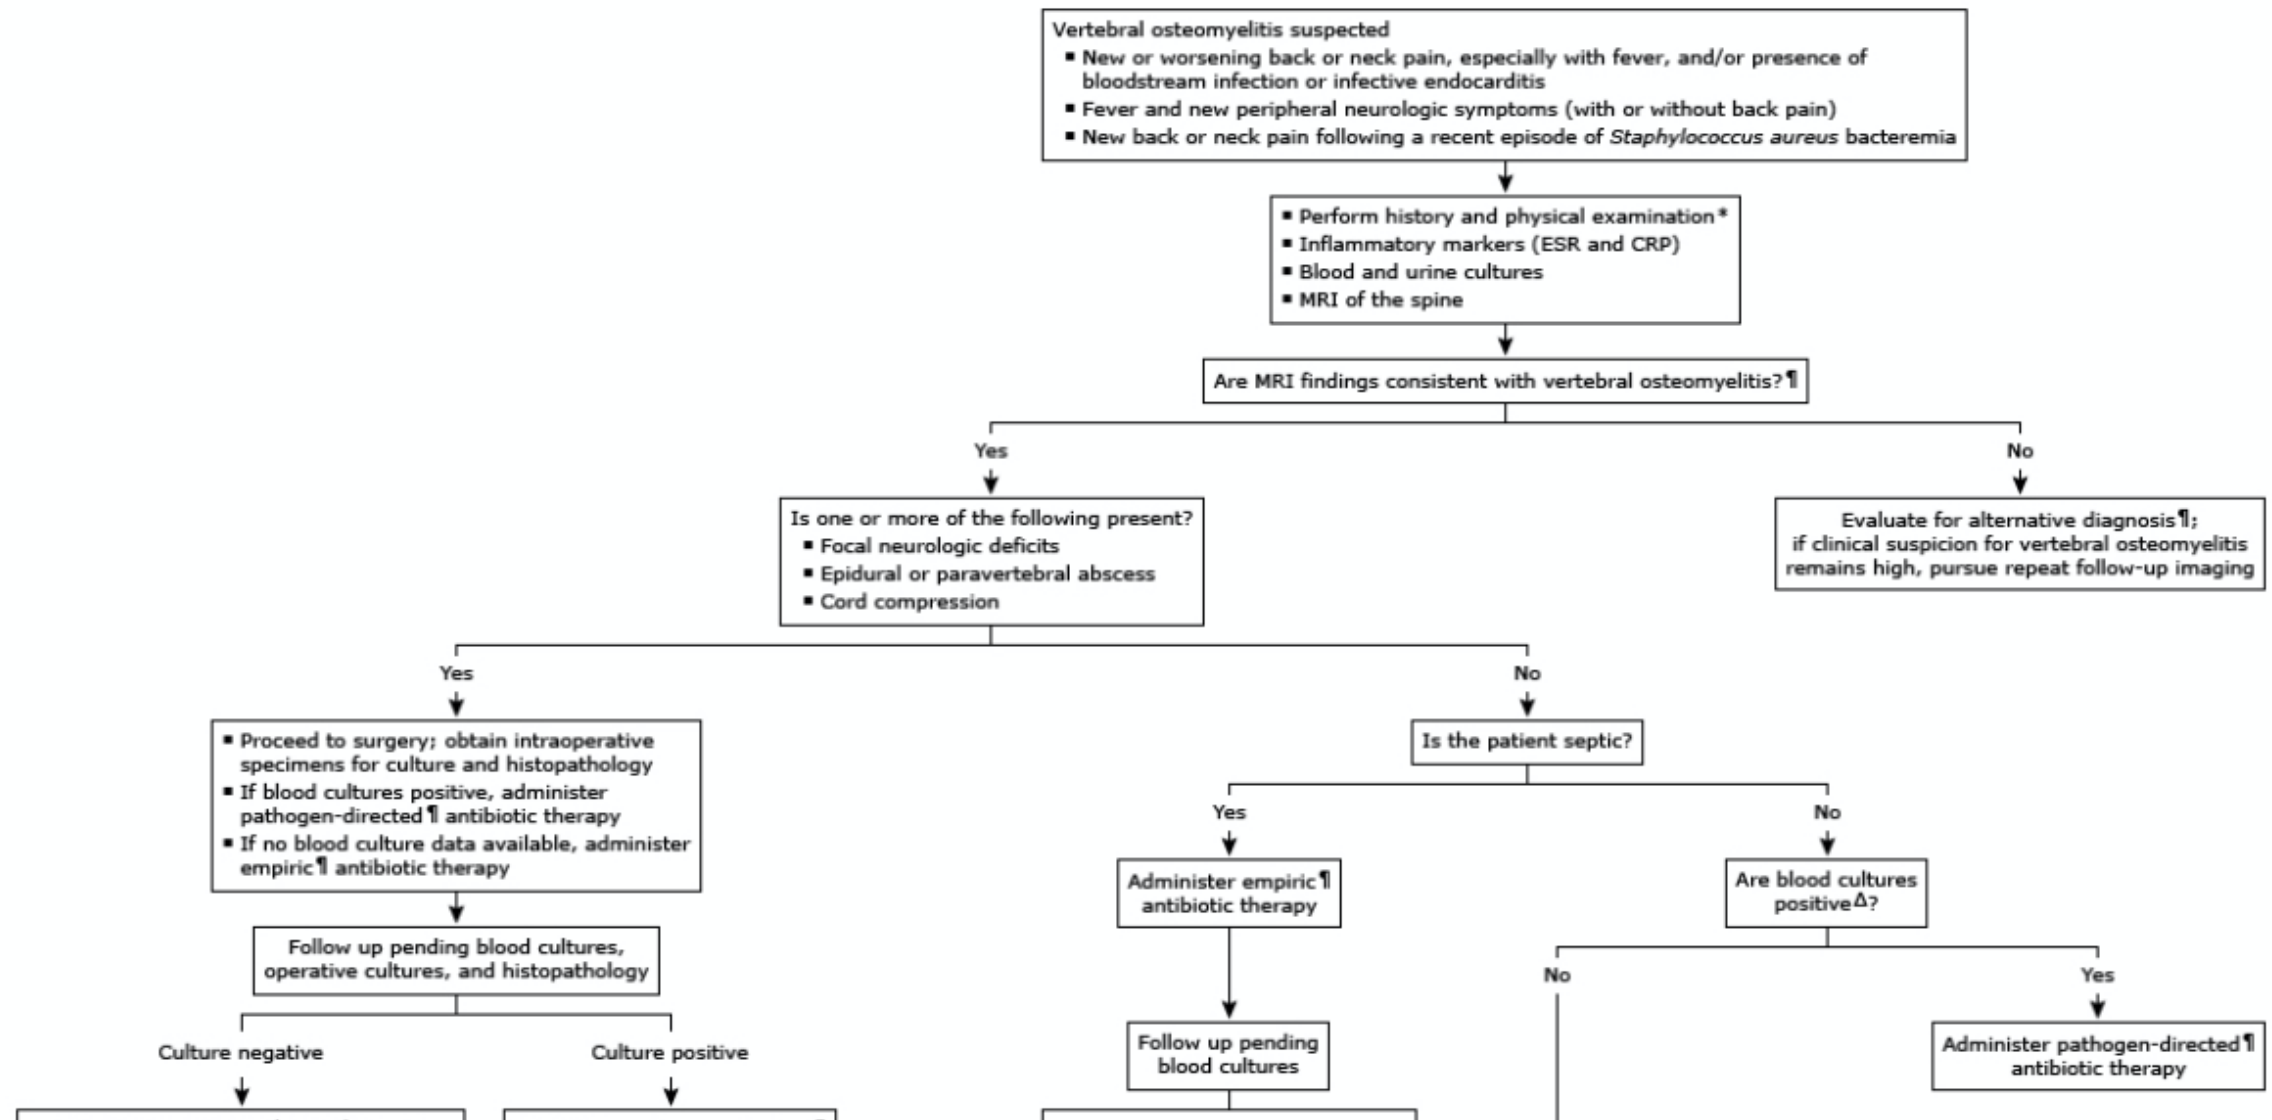 Vertebral osteomyelitis suspected
▪ New or worsening back or neck pain, especially with fever, and/or presence of
bloodstream infection or infective endocarditis
▪ Fever and new peripheral neurologic symptoms (with or without back pain)
▪ New back or neck pain following a recent episode of Staphylococcus aureus bacteremia
▪ Perform history and physical examination*
▪ Inflammatory markers (ESR and CRP)
▪ Blood and urine cultures
▪ MRI of the spine
Are MRI findings consistent with vertebral osteomyelitis?¶
Yes
No
Is one or more of the following present?
▪ Focal neurologic deficits
▪ Epidural or paravertebral abscess
▪ Cord compression
Evaluate for alternative diagnosis¶;
if clinical suspicion for vertebral osteomyelitis
remains high, pursue repeat follow-up imaging
Yes
No
▪ Proceed to surgery; obtain intraoperative
specimens for culture and histopathology
▪ If blood cultures positive, administer
pathogen-directed¶ antibiotic therapy
▪ If no blood culture data available, administer
empiric¶ antibiotic therapy
Is the patient septic?
Yes
No
Administer empiric¶
antibiotic therapy
Are blood cultures
positiveΔ?
Follow up pending blood cultures,
operative cultures, and histopathology
No
Yes
Culture negative
Culture positive
Follow up pending
blood cultures
Administer pathogen-directed¶
antibiotic therapy